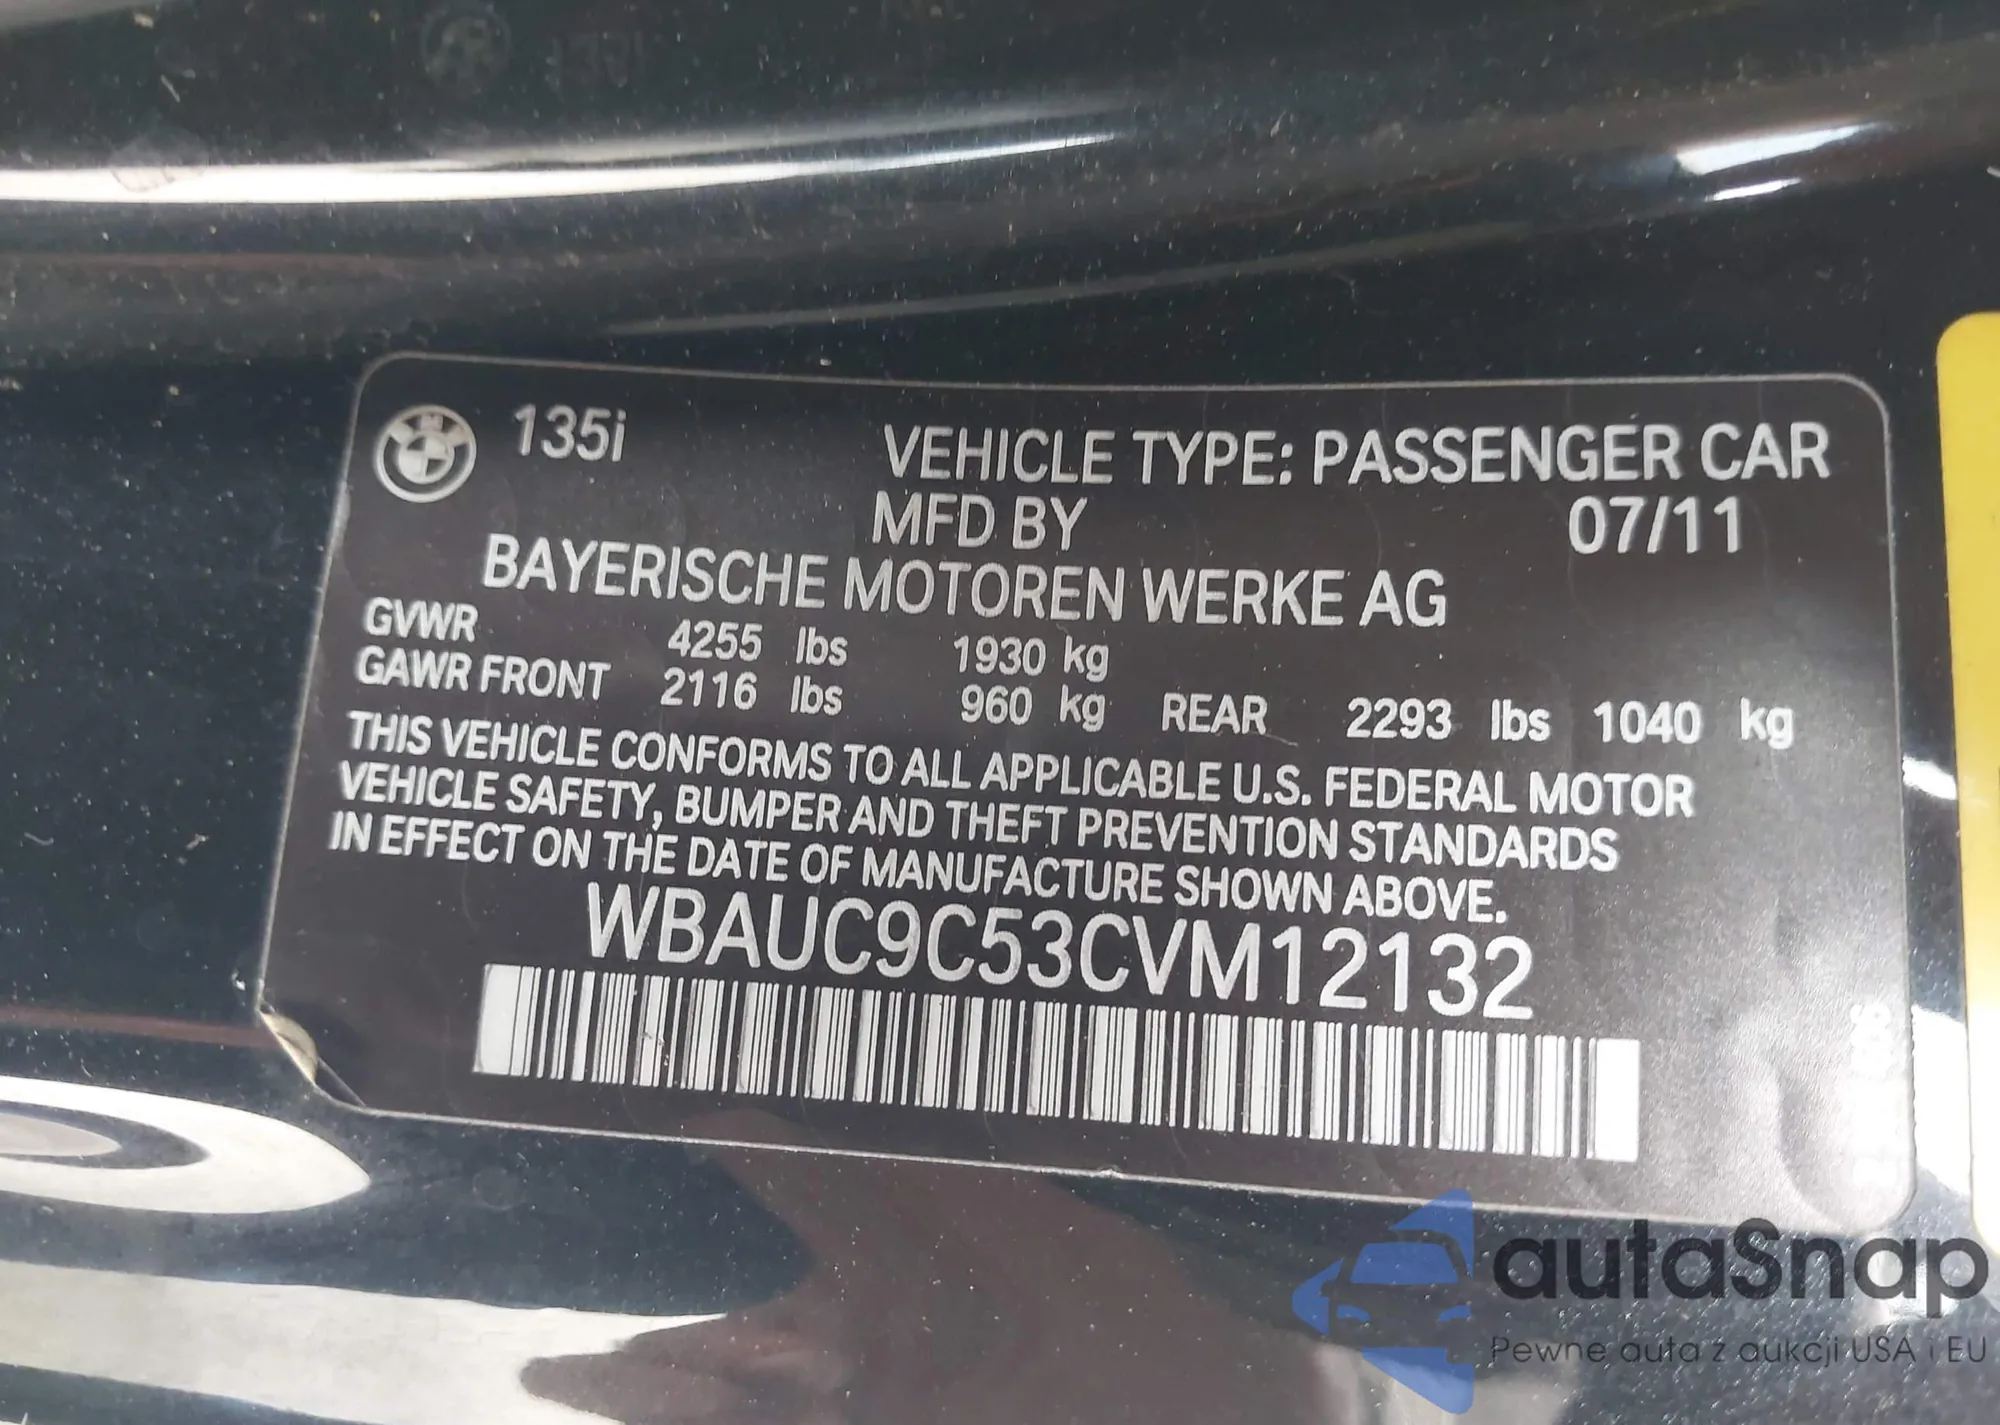 135i
VEHICLE TYPE: PASSENGER CAR
MFD BY 07/11
BAYERISCHE MOTOREN WERKE AG
GVWR 4255 lbs 1930 kg
GAWR FRONT 2116 lbs 960 kg REAR 2293 lbs 1040 kg
THIS VEHICLE CONFORMS TO ALL APPLICABLE U.S. FEDERAL MOTOR
VEHICLE SAFETY, BUMPER AND THEFT PREVENTION STANDARDS
IN EFFECT ON THE DATE OF MANUFACTURE SHOWN ABOVE.
WBAUC9C53CVM12132
autaSnap
Pewne auta z aukcji USA i EU